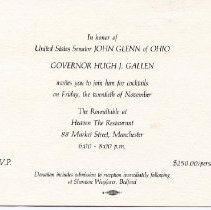 In honor of
United States Senator JOHN GLENN of OHIO
GOVERNOR HUGH J. GALLEN
invites you to join him for cocktails
on Friday, the twentieth of November
The Roundtable at
Heaven The Restaurant
88 Market Street, Manchester
6:00 - 8:00 p.m.
V.P.
$250.00/pers
Donation includes admission to reception immediately following
at Sheraton Wayfarer, Bedford